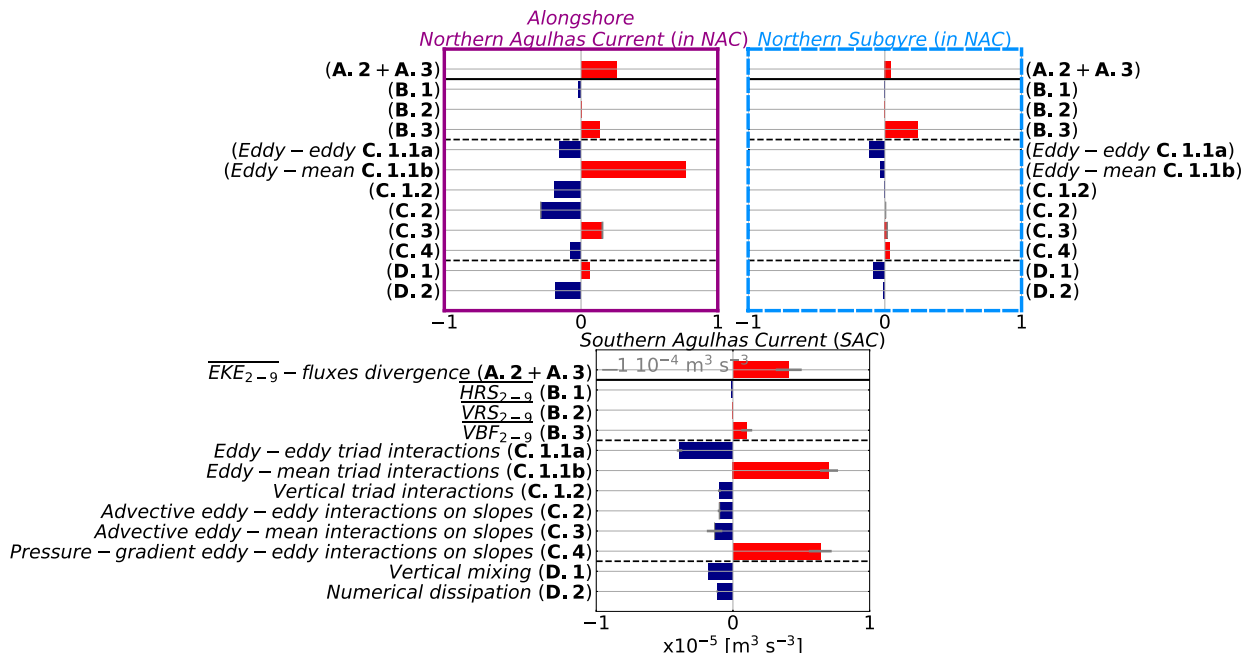 Alongshore
Northern Agulhas Current (in NAC)
Northern Subgyre (in NAC)
(A. 2 + A. 3)
(B. 1)
(B. 2)
(B. 3)
(Eddy − eddy C. 1.1a)
(Eddy − mean C. 1.1b)
(C. 1.2)
(C. 2)
(C. 3)
(C. 4)
(D. 1)
(D. 2)
−1 0 1
(A. 2 + A. 3)
(B. 1)
(B. 2)
(B. 3)
(Eddy − eddy C. 1.1a)
(Eddy − mean C. 1.1b)
(C. 1.2)
(C. 2)
(C. 3)
(C. 4)
(D. 1)
(D. 2)
−1 0 1
Southern Agulhas Current (SAC)
−1 10⁻⁴ m³ s⁻³
EKE₂₋₉ − fluxes divergence (A. 2 + A. 3)
HRS₂₋₉ (B. 1)
VRS₂₋₉ (B. 2)
VBF₂₋₉ (B. 3)
Eddy − eddy triad interactions (C. 1.1a)
Eddy − mean triad interactions (C. 1.1b)
Vertical triad interactions (C. 1.2)
Advective eddy − eddy interactions on slopes (C. 2)
Advective eddy − mean interactions on slopes (C. 3)
Pressure − gradient eddy − eddy interactions on slopes (C. 4)
Vertical mixing (D. 1)
Numerical dissipation (D. 2)
−1 0 1
x10⁻⁵ [m³ s⁻³]